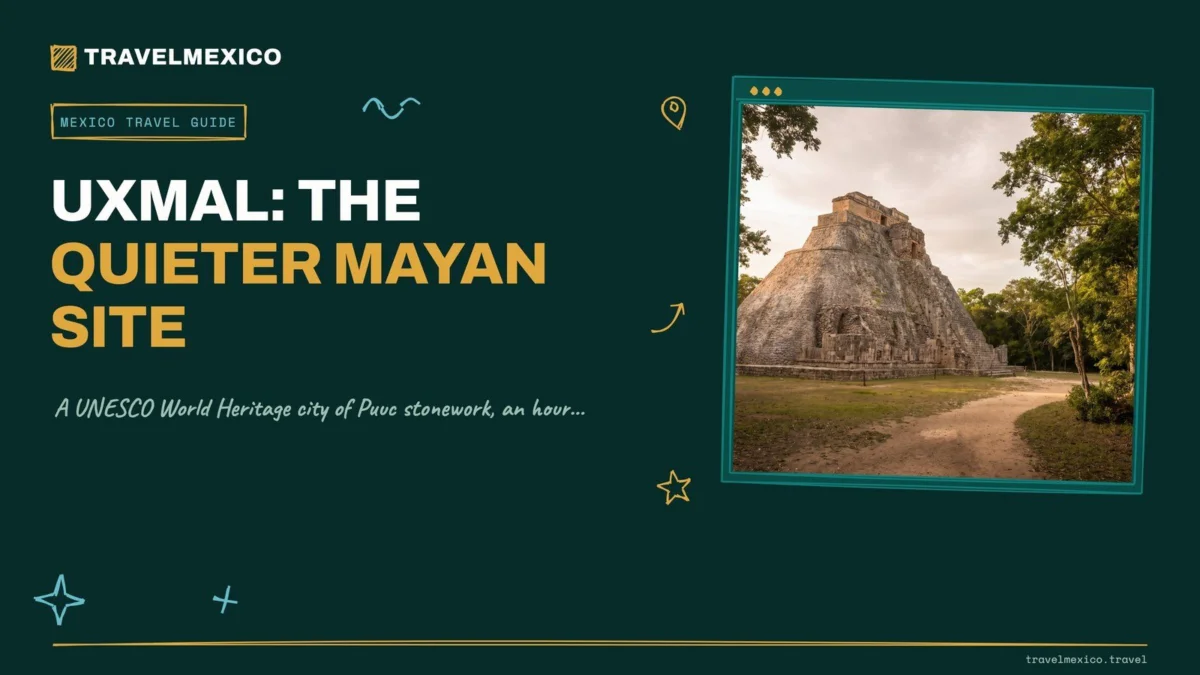 TRAVELMEXICO
MEXICO TRAVEL GUIDE
UXMAL: THE
QUIETER MAYAN
SITE
A UNESCO World Heritage city of Puuc stonework, an hour...
travelmexico.travel